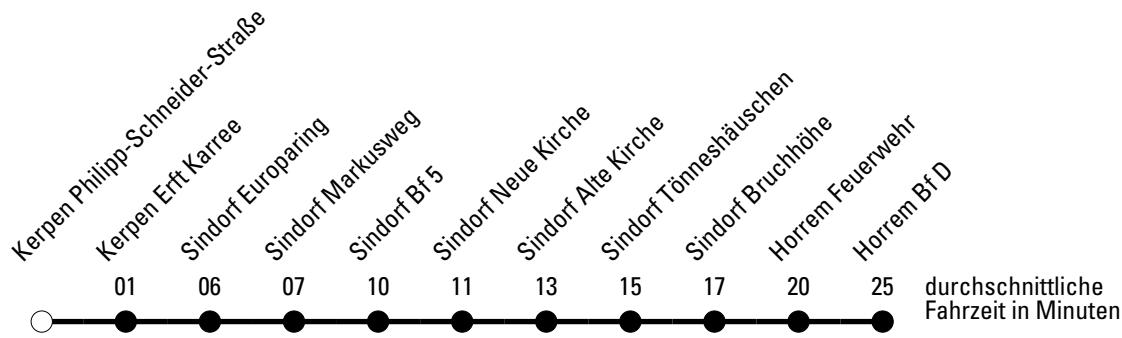 Kerpen Philipp-Schneider-Straße
Kerpen Erft Karree
Sindorf Europaring
Sindorf Markusweg
Sindorf Bf 5
Sindorf Neue Kirche
Sindorf Alte Kirche
Sindorf Tönneshäuschen
Sindorf Bruchhöhe
Horrem Feuerwehr
Horrem Bf D
01 06 07 10 11 13 15 17 20 25
durchschnittliche
Fahrzeit in Minuten